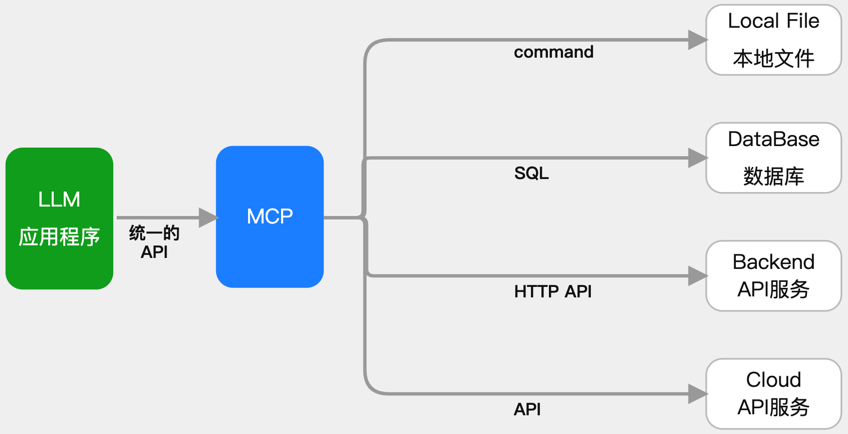 LLM
应用程序
统一的
API
MCP
command
Local File
本地文件
SQL
DataBase
数据库
HTTP API
Backend
API服务
API
Cloud
API服务